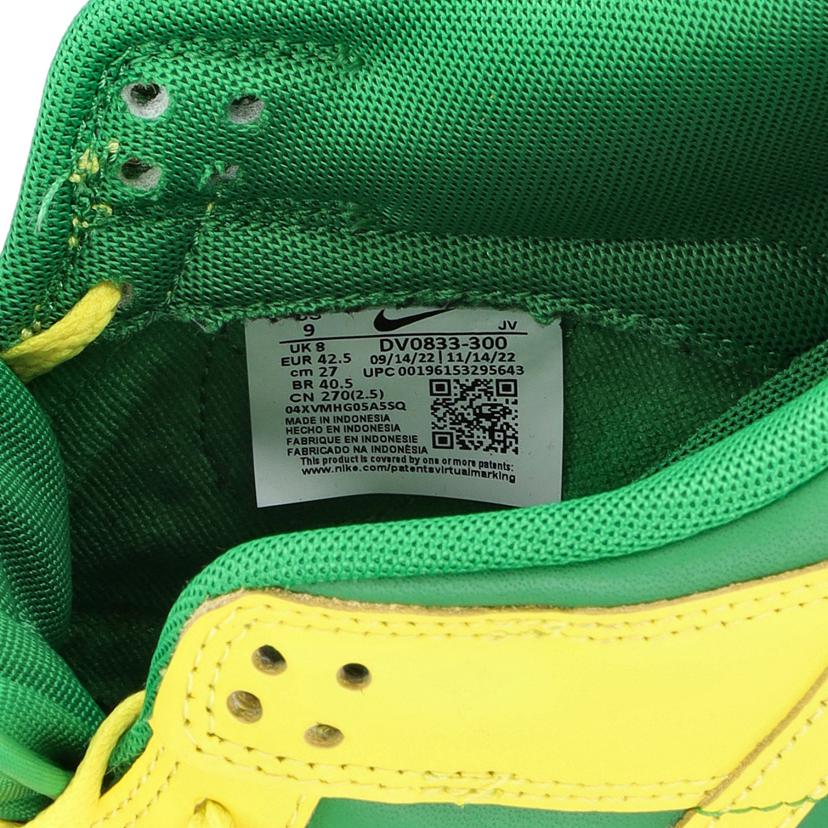 US
9 JV
UK 8 DV0833-300
EUR 42.5 09/14/22 | 11/14/22
cm 27 UPC 00196153295643
BR 40.5
CN 270(2.5)
04XVMHG05A5SQ
MADE IN INDONESIA
HECHO EN INDONESIA
FABRIQUE EN INDONESIE
FABRICADO NA INDONÉSIA
This product is covered by one or more patents:
www.nike.com/patentsvirtualmarking